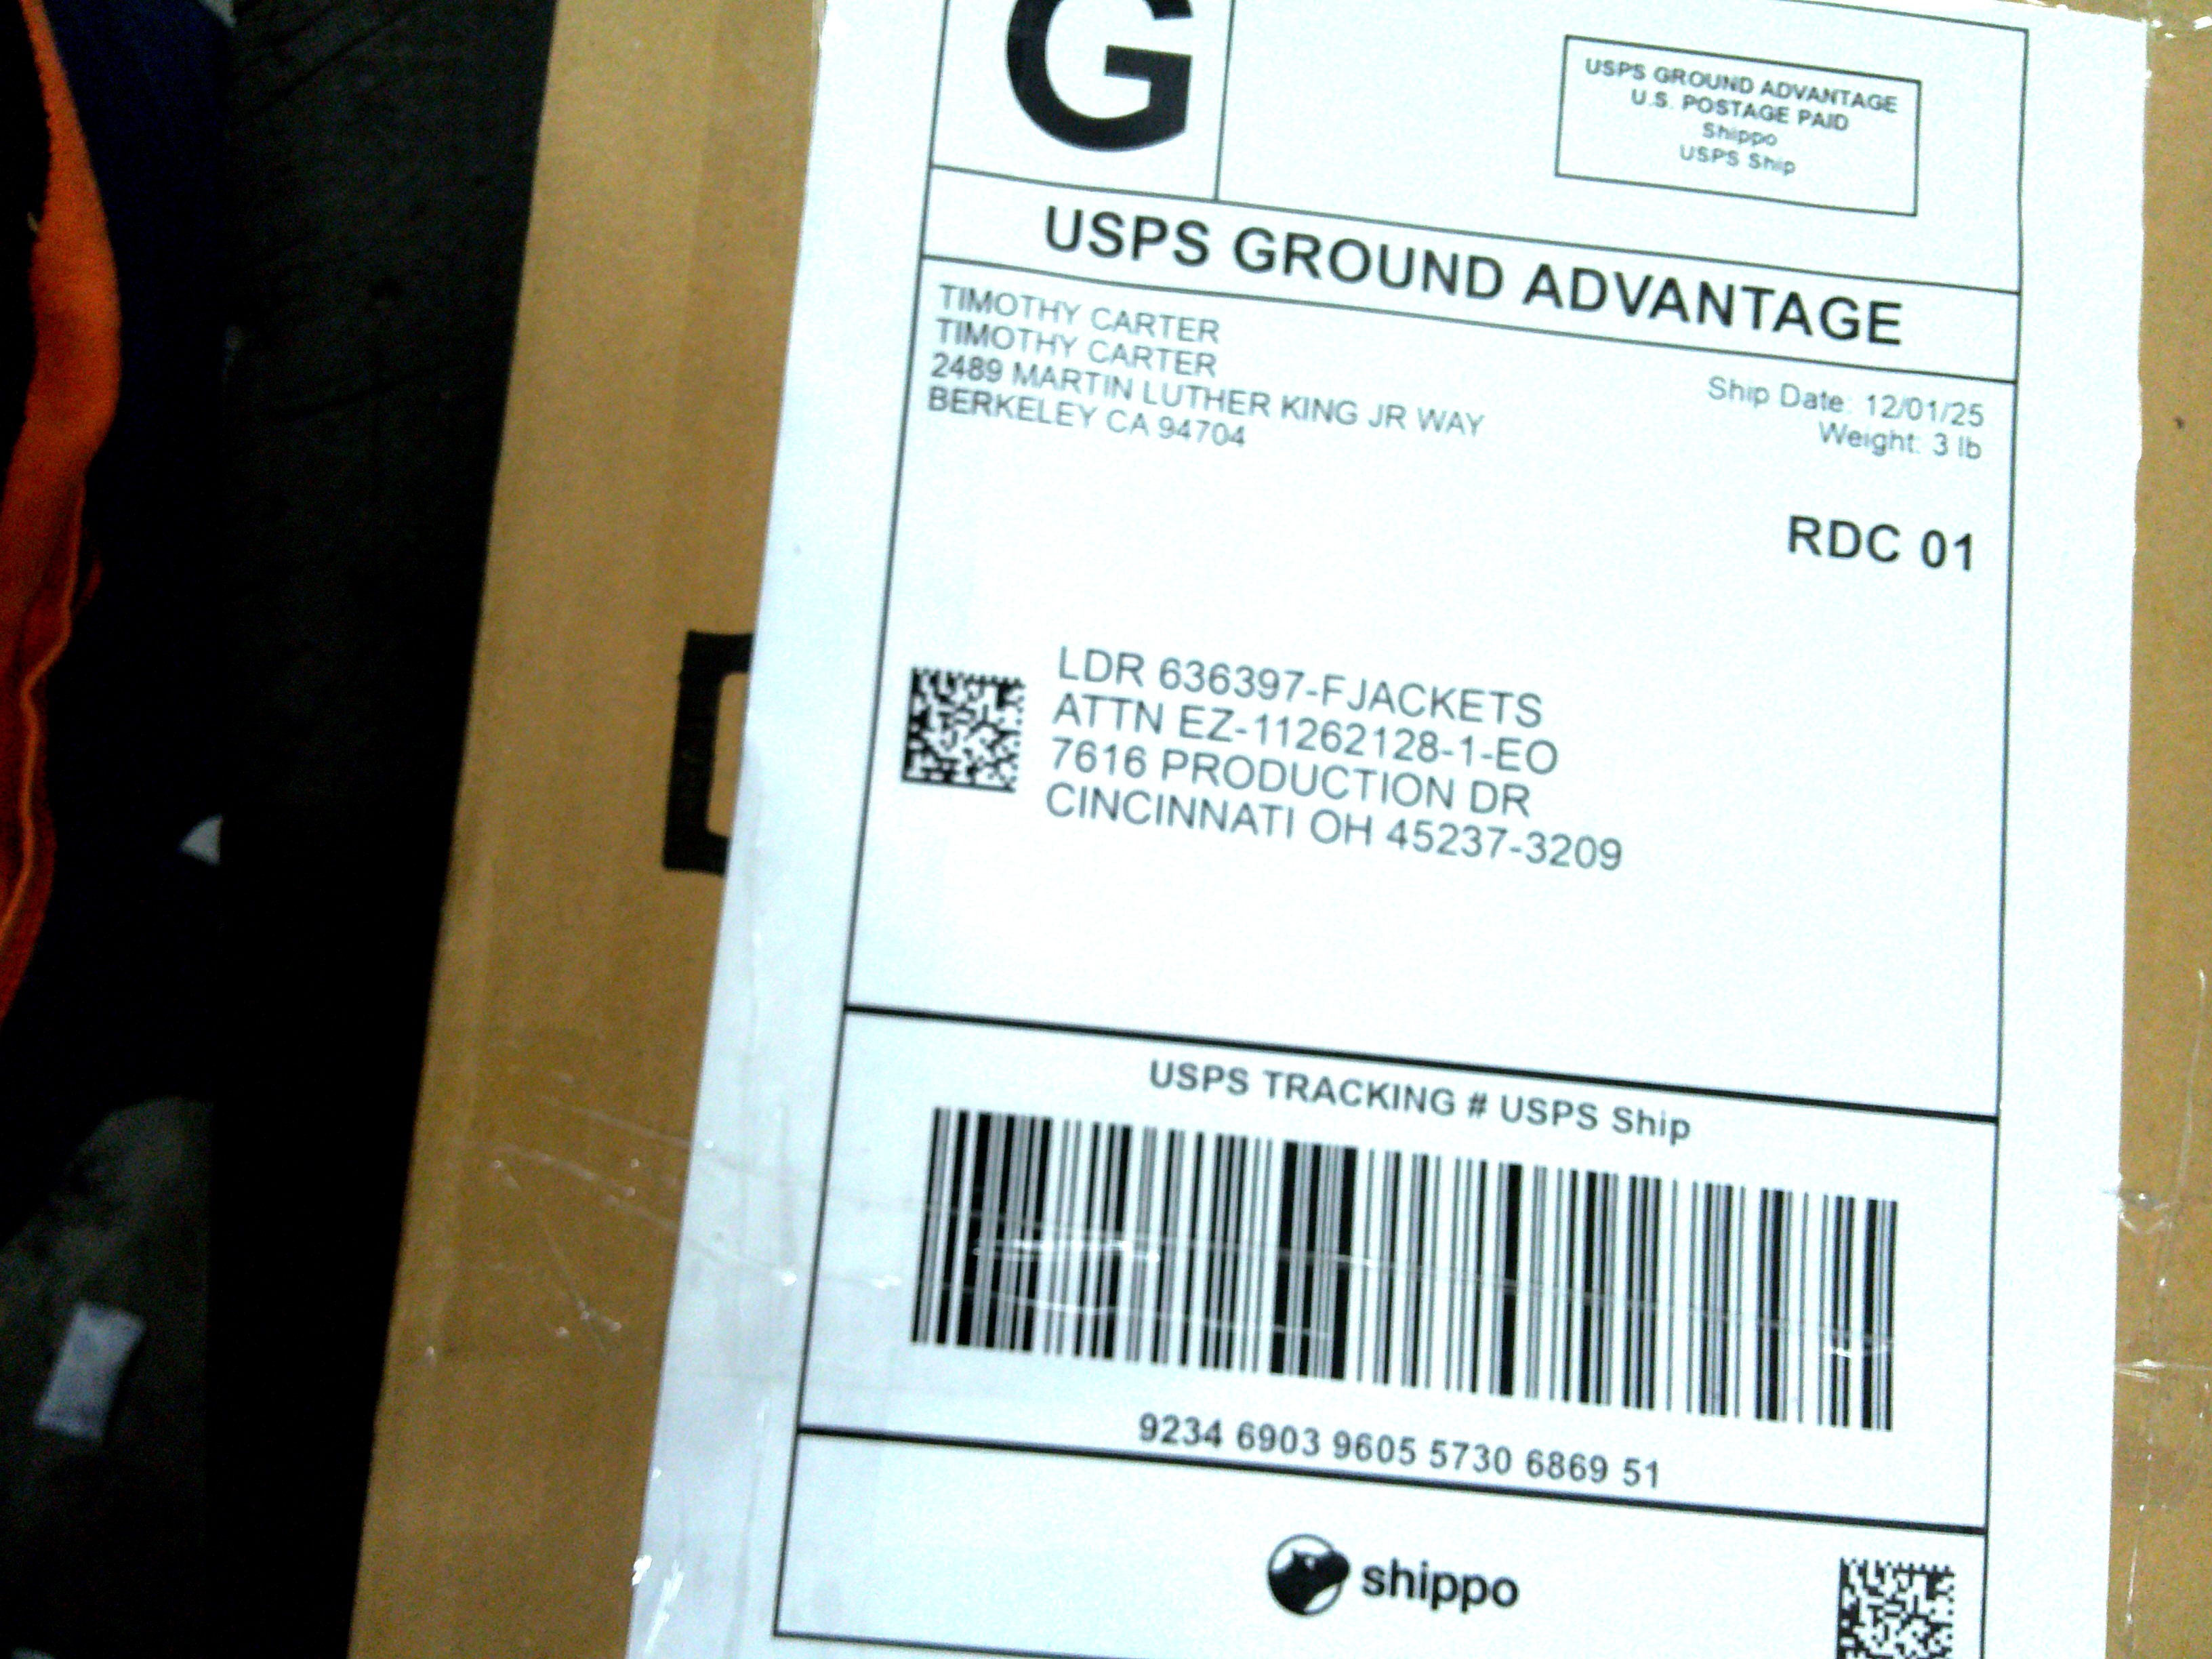 G
USPS GROUND ADVANTAGE
U.S. POSTAGE PAID
Shippo
USPS Ship
USPS GROUND ADVANTAGE
TIMOTHY CARTER
TIMOTHY CARTER
2489 MARTIN LUTHER KING JR WAY
BERKELEY CA 94704
Ship Date: 12/01/25
Weight: 3 lb
RDC 01
LDR 636397-FJACKETS
ATTN EZ-11262128-1-EO
7616 PRODUCTION DR
CINCINNATI OH 45237-3209
USPS TRACKING # USPS Ship
9234 6903 9605 5730 6869 51
shippo